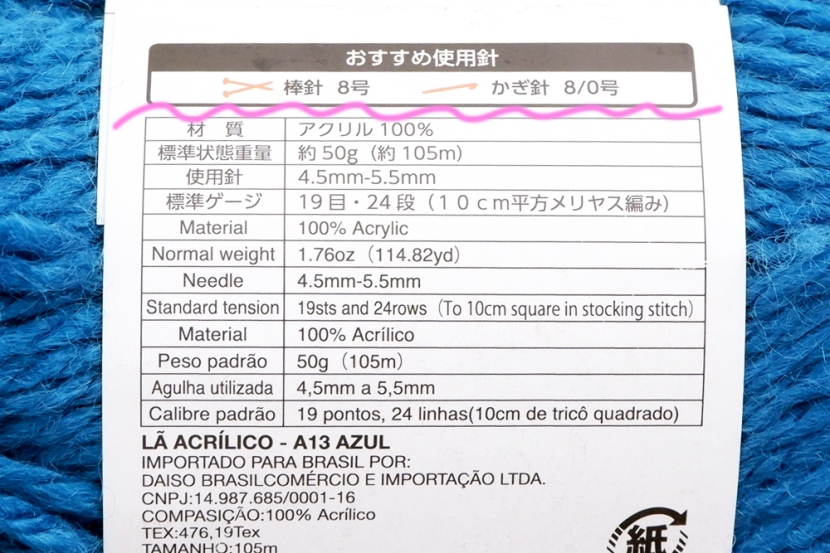 おすすめ使用針
棒針 8号 かぎ針 8/0号
材 質 アクリル 100%
標準状態重量 約 50g（約 105m）
使用針 4.5mm-5.5mm
標準ゲージ 19 目・24 段（１０ｃｍ平方メリヤス編み）
Material 100% Acrylic
Normal weight 1.76oz（114.82yd）
Needle 4.5mm-5.5mm
Standard tension 19sts and 24rows（To 10cm square in stocking stitch）
Material 100% Acrílico
Peso padrão 50g（105m）
Agulha utilizada 4,5mm a 5,5mm
Calibre padrão 19 pontos, 24 linhas(10cm de tricô quadrado)
LÃ ACRÍLICO - A13 AZUL
IMPORTADO PARA BRASIL POR:
DAISO BRASILCOMÉRCIO E IMPORTAÇÃO LTDA.
CNPJ:14.987.685/0001-16
COMPASIÇÃO:100% Acrílico
TEX:476,19Tex
TAMANHO:105m
紙